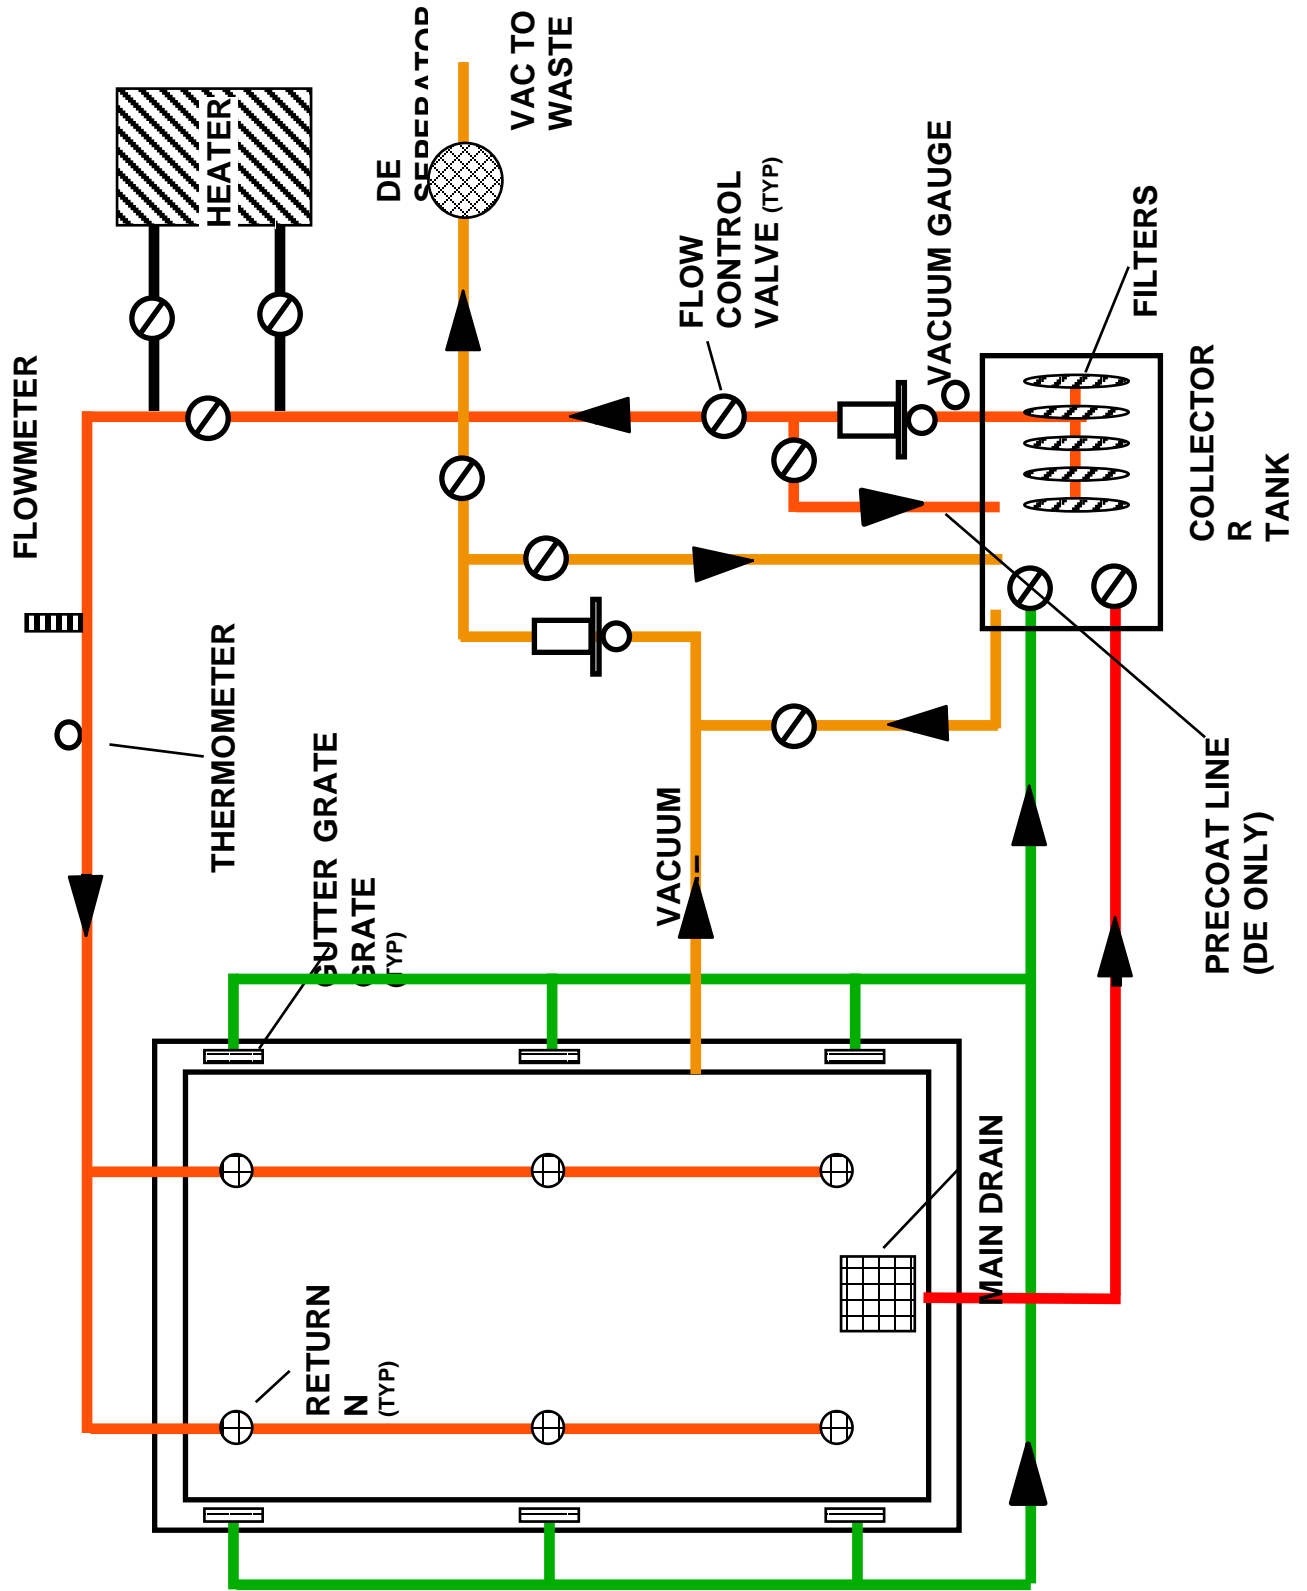 HEATER
DE
SEPERATOR
VAC TO
WASTE
FLOWMETER
FLOW
CONTROL
VALVE (TYP)
VACUUM GAUGE
FILTERS
COLLECTOR
R
TANK
THERMOMETER
GUTTER GRATE
GRATE
(TYP)
VACUUM
PRECOAT LINE
(DE ONLY)
MAIN DRAIN
RETURN
N
(TYP)